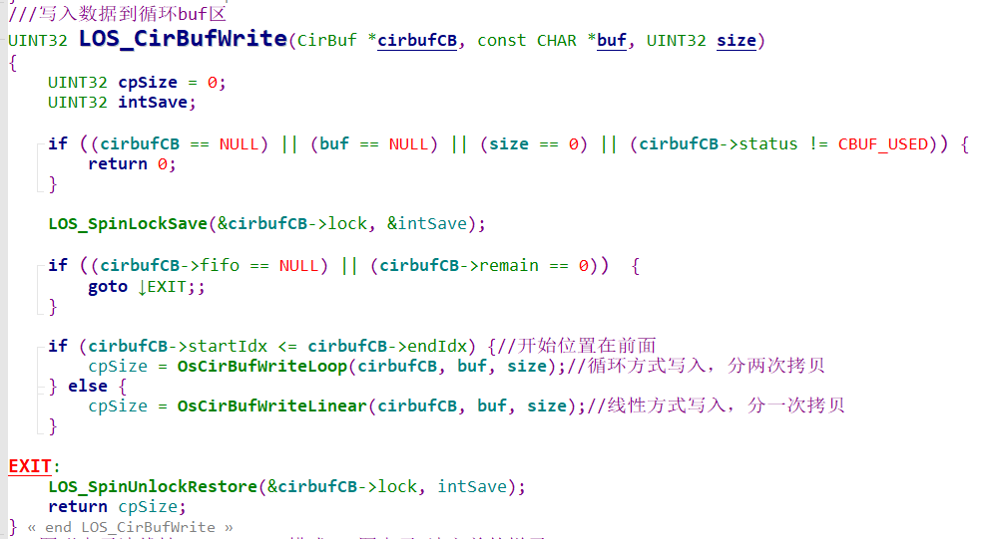 ///写入数据到循环buf区
UINT32 LOS_CirBufWrite(CirBuf *cirbufCB, const CHAR *buf, UINT32 size)
{
    UINT32 cpSize = 0;
    UINT32 intSave;

    if ((cirbufCB == NULL) || (buf == NULL) || (size == 0) || (cirbufCB->status != CBUF_USED)) {
        return 0;
    }

    LOS_SpinLockSave(&cirbufCB->lock, &intSave);

    if ((cirbufCB->fifo == NULL) || (cirbufCB->remain == 0))  {
        goto ↓EXIT;;
    }

    if (cirbufCB->startIdx <= cirbufCB->endIdx) {//开始位置在前面
        cpSize = OsCirBufWriteLoop(cirbufCB, buf, size);//循环方式写入，分两次拷贝
    } else {
        cpSize = OsCirBufWriteLinear(cirbufCB, buf, size);//线性方式写入，分一次拷贝
    }

EXIT:
    LOS_SpinUnlockRestore(&cirbufCB->lock, intSave);
    return cpSize;
} « end LOS_CirBufWrite »